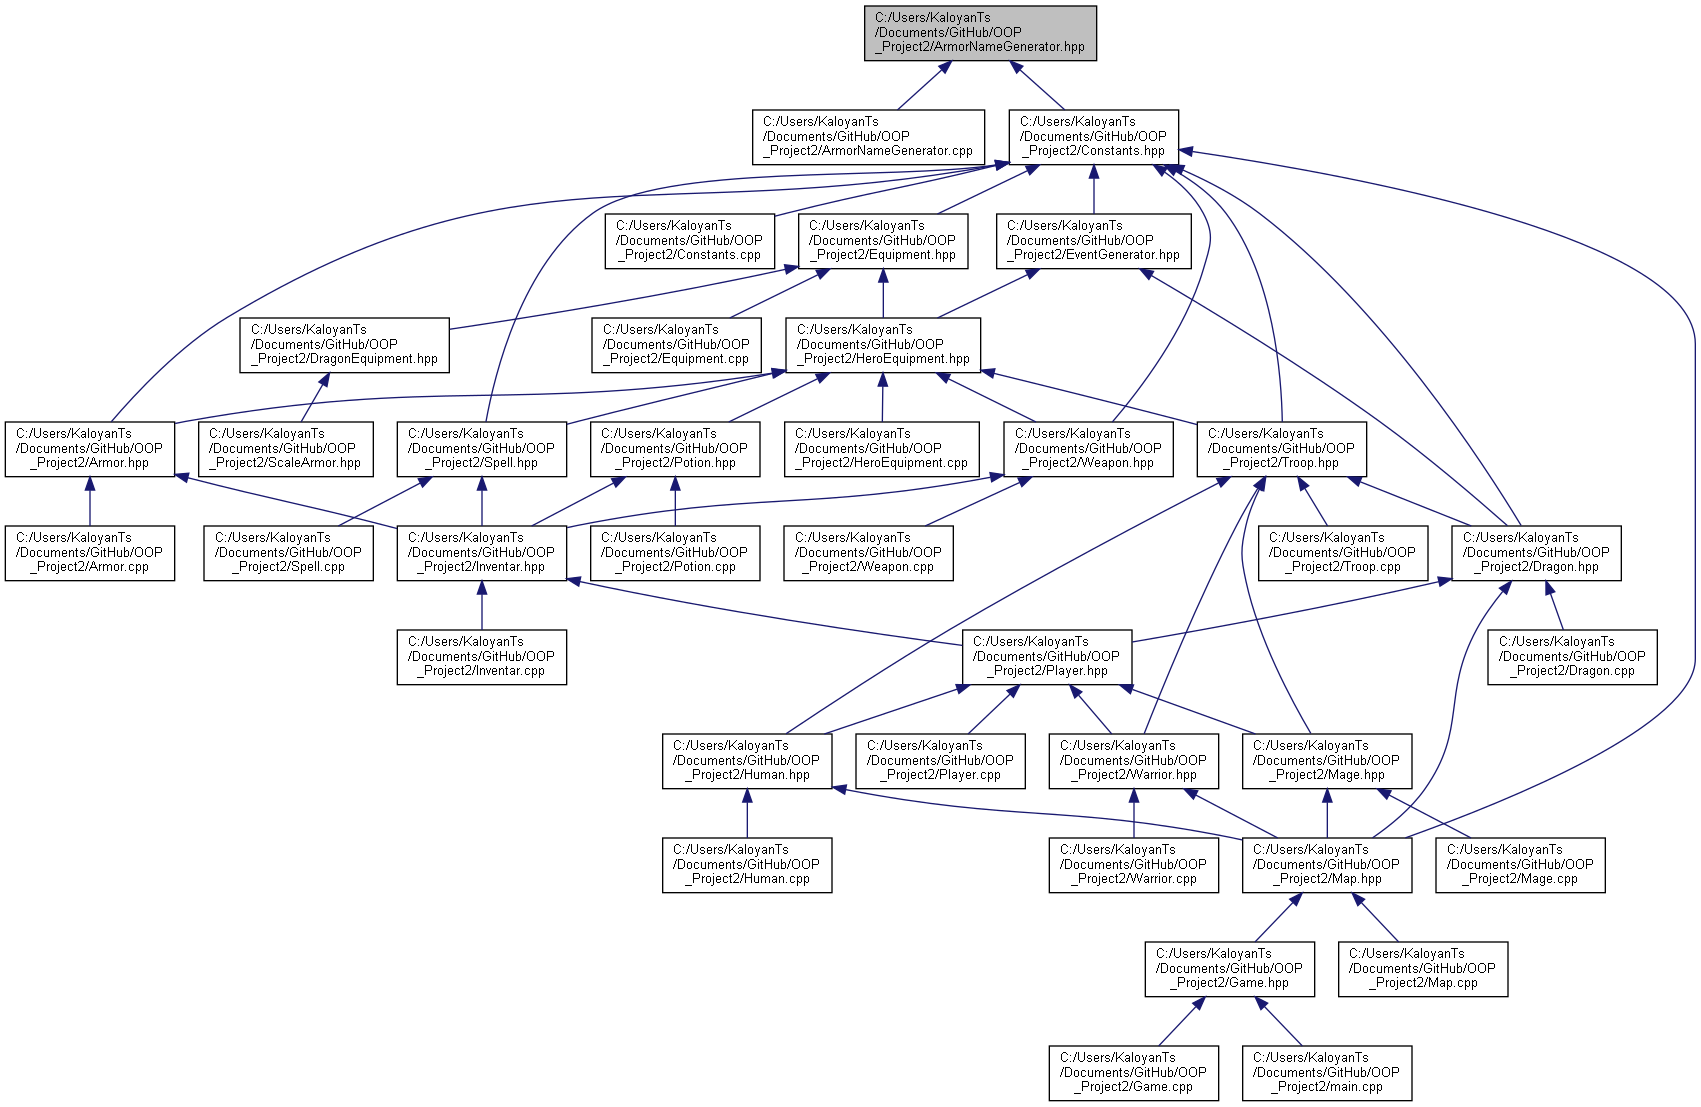 C:/Users/KaloyanTs
/Documents/GitHub/OOP
_Project2/ArmorNameGenerator.hpp
C:/Users/KaloyanTs
/Documents/GitHub/OOP
_Project2/ArmorNameGenerator.cpp
C:/Users/KaloyanTs
/Documents/GitHub/OOP
_Project2/Constants.hpp
C:/Users/KaloyanTs
/Documents/GitHub/OOP
_Project2/Constants.cpp
C:/Users/KaloyanTs
/Documents/GitHub/OOP
_Project2/Equipment.hpp
C:/Users/KaloyanTs
/Documents/GitHub/OOP
_Project2/EventGenerator.hpp
C:/Users/KaloyanTs
/Documents/GitHub/OOP
_Project2/DragonEquipment.hpp
C:/Users/KaloyanTs
/Documents/GitHub/OOP
_Project2/Equipment.cpp
C:/Users/KaloyanTs
/Documents/GitHub/OOP
_Project2/HeroEquipment.hpp
C:/Users/KaloyanTs
/Documents/GitHub/OOP
_Project2/Armor.hpp
C:/Users/KaloyanTs
/Documents/GitHub/OOP
_Project2/ScaleArmor.hpp
C:/Users/KaloyanTs
/Documents/GitHub/OOP
_Project2/Spell.hpp
C:/Users/KaloyanTs
/Documents/GitHub/OOP
_Project2/Potion.hpp
C:/Users/KaloyanTs
/Documents/GitHub/OOP
_Project2/HeroEquipment.cpp
C:/Users/KaloyanTs
/Documents/GitHub/OOP
_Project2/Weapon.hpp
C:/Users/KaloyanTs
/Documents/GitHub/OOP
_Project2/Troop.hpp
C:/Users/KaloyanTs
/Documents/GitHub/OOP
_Project2/Armor.cpp
C:/Users/KaloyanTs
/Documents/GitHub/OOP
_Project2/Spell.cpp
C:/Users/KaloyanTs
/Documents/GitHub/OOP
_Project2/Inventar.hpp
C:/Users/KaloyanTs
/Documents/GitHub/OOP
_Project2/Potion.cpp
C:/Users/KaloyanTs
/Documents/GitHub/OOP
_Project2/Weapon.cpp
C:/Users/KaloyanTs
/Documents/GitHub/OOP
_Project2/Troop.cpp
C:/Users/KaloyanTs
/Documents/GitHub/OOP
_Project2/Dragon.hpp
C:/Users/KaloyanTs
/Documents/GitHub/OOP
_Project2/Inventar.cpp
C:/Users/KaloyanTs
/Documents/GitHub/OOP
_Project2/Player.hpp
C:/Users/KaloyanTs
/Documents/GitHub/OOP
_Project2/Dragon.cpp
C:/Users/KaloyanTs
/Documents/GitHub/OOP
_Project2/Human.hpp
C:/Users/KaloyanTs
/Documents/GitHub/OOP
_Project2/Player.cpp
C:/Users/KaloyanTs
/Documents/GitHub/OOP
_Project2/Warrior.hpp
C:/Users/KaloyanTs
/Documents/GitHub/OOP
_Project2/Mage.hpp
C:/Users/KaloyanTs
/Documents/GitHub/OOP
_Project2/Human.cpp
C:/Users/KaloyanTs
/Documents/GitHub/OOP
_Project2/Warrior.cpp
C:/Users/KaloyanTs
/Documents/GitHub/OOP
_Project2/Map.hpp
C:/Users/KaloyanTs
/Documents/GitHub/OOP
_Project2/Mage.cpp
C:/Users/KaloyanTs
/Documents/GitHub/OOP
_Project2/Game.hpp
C:/Users/KaloyanTs
/Documents/GitHub/OOP
_Project2/Map.cpp
C:/Users/KaloyanTs
/Documents/GitHub/OOP
_Project2/Game.cpp
C:/Users/KaloyanTs
/Documents/GitHub/OOP
_Project2/main.cpp